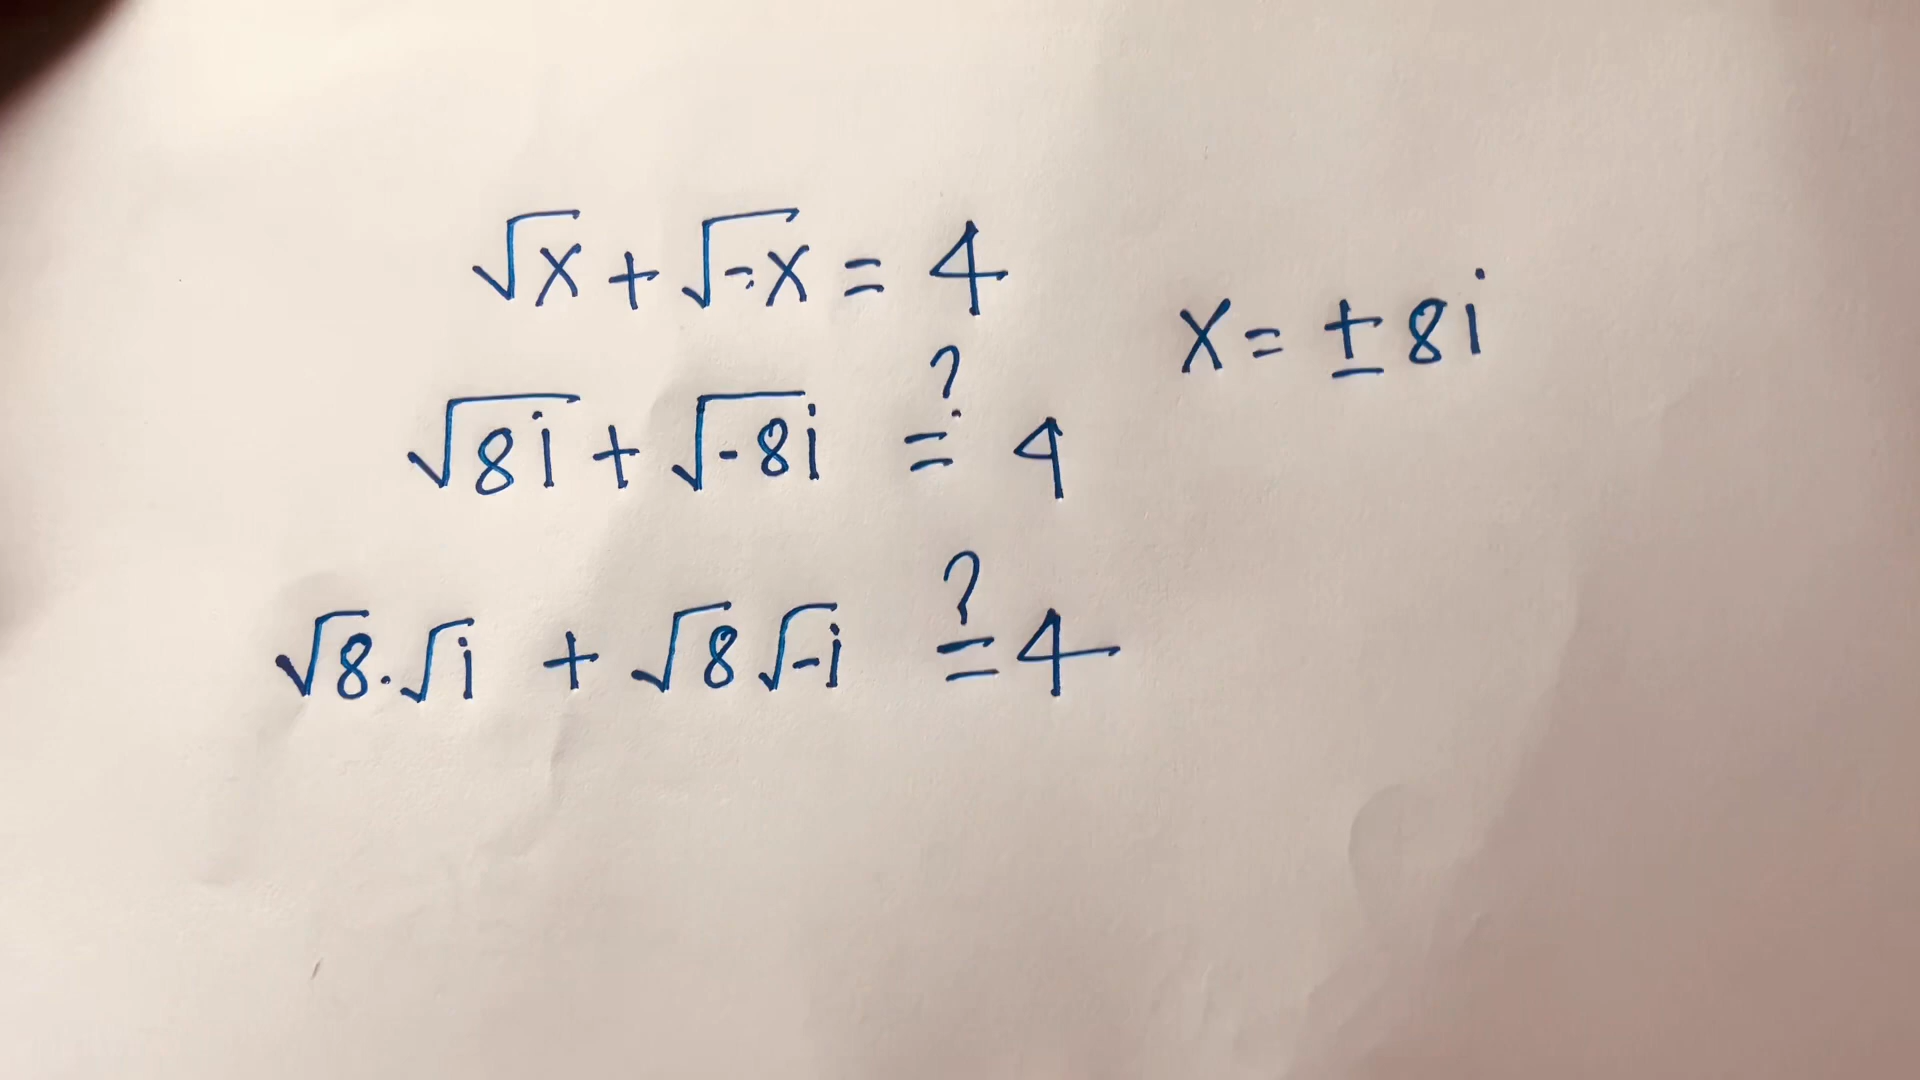 √x + √-x = 4
x = ± 8i
√8i + √-8i ≟ 4
√8·√i + √8 √-i ≟ 4